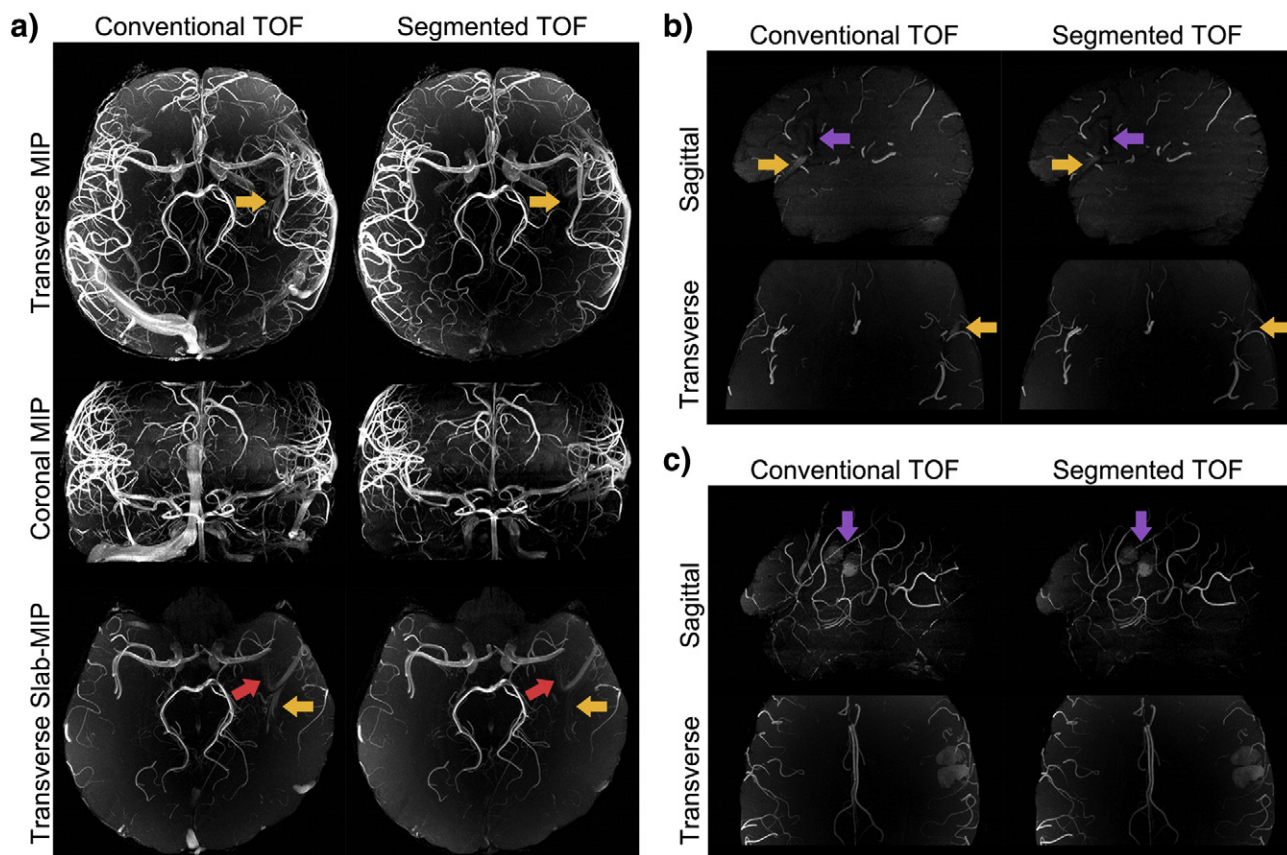 a)
Conventional TOF Segmented TOF
Transverse MIP
Coronal MIP
Transverse Slab-MIP
b)
Conventional TOF Segmented TOF
Sagittal
Transverse
c)
Conventional TOF Segmented TOF
Sagittal
Transverse